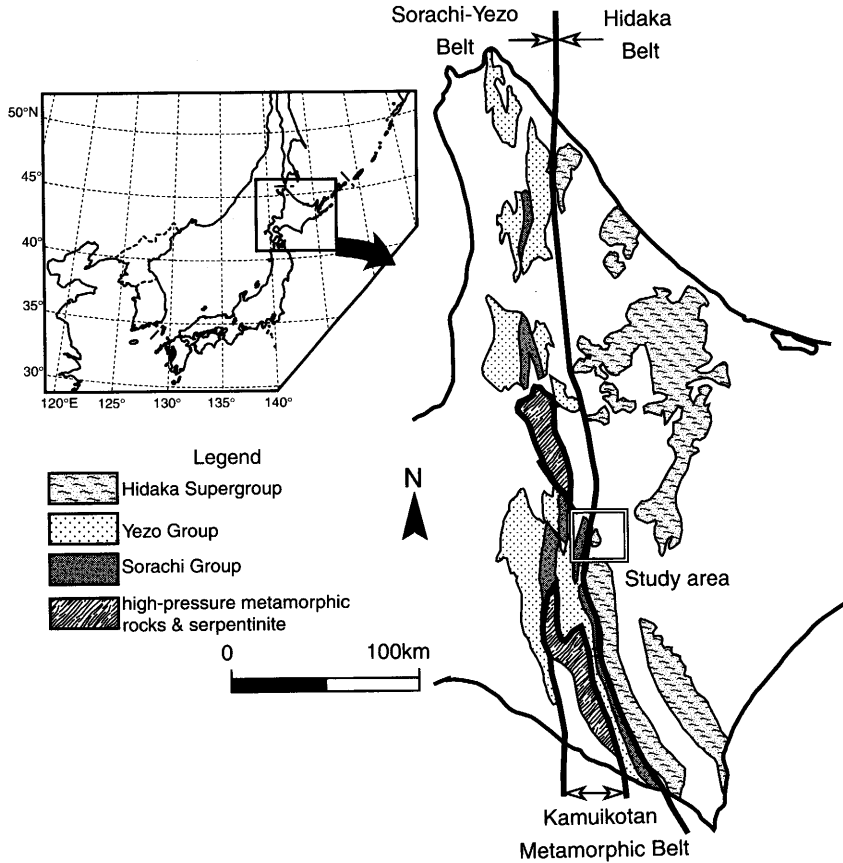 Sorachi-Yezo
Belt
Hidaka
Belt
50°N
45°
40°
35°
30°
120°E
125°
130°
135°
140°
Legend
Hidaka Supergroup
Yezo Group
Sorachi Group
high-pressure metamorphic
rocks & serpentinite
N
0
100km
Study area
Kamuikotan
Metamorphic Belt